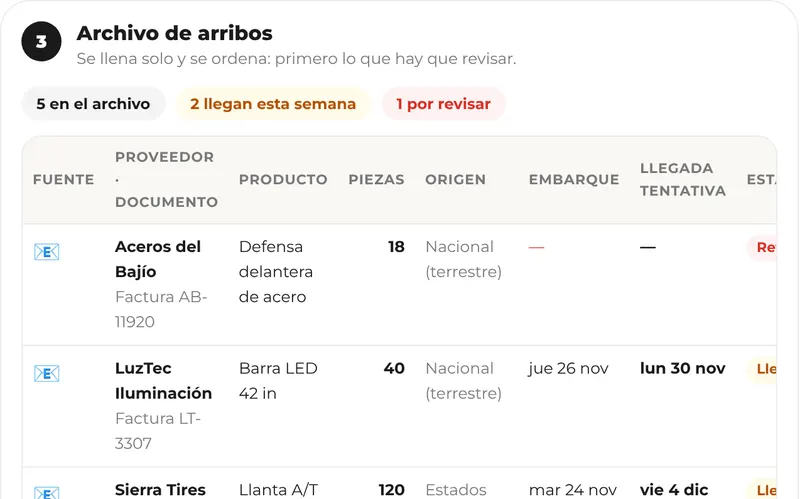 3
Archivo de arribos
Se llena solo y se ordena: primero lo que hay que revisar.
5 en el archivo 2 llegan esta semana 1 por revisar
FUENTE PROVEEDOR · DOCUMENTO PRODUCTO PIEZAS ORIGEN EMBARQUE LLEGADA TENTATIVA
Aceros del Defensa 18 Nacional — —
Bajío delantera (terrestre)
Factura AB- de acero
11920
LuzTec Barra LED 40 Nacional jue 26 nov lun 30 nov
Iluminación 42 in (terrestre)
Factura LT-
3307
Sierra Tires Llanta A/T 120 Estados mar 24 nov vie 4 dic